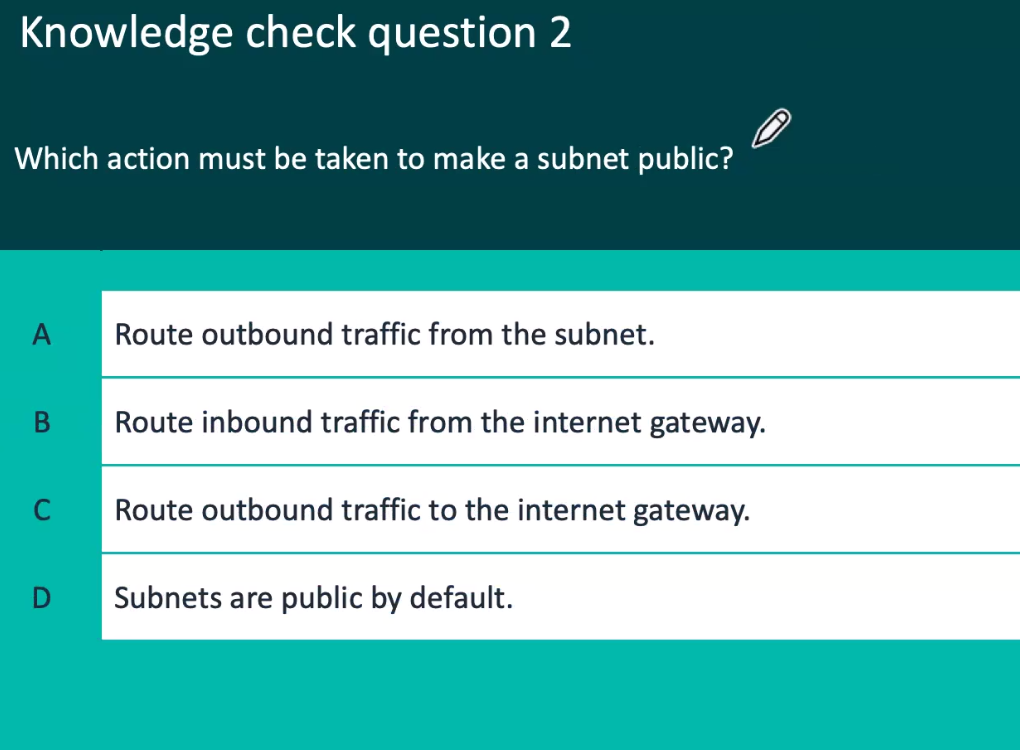 Knowledge check question 2
Which action must be taken to make a subnet public?
A Route outbound traffic from the subnet.
B Route inbound traffic from the internet gateway.
C Route outbound traffic to the internet gateway.
D Subnets are public by default.